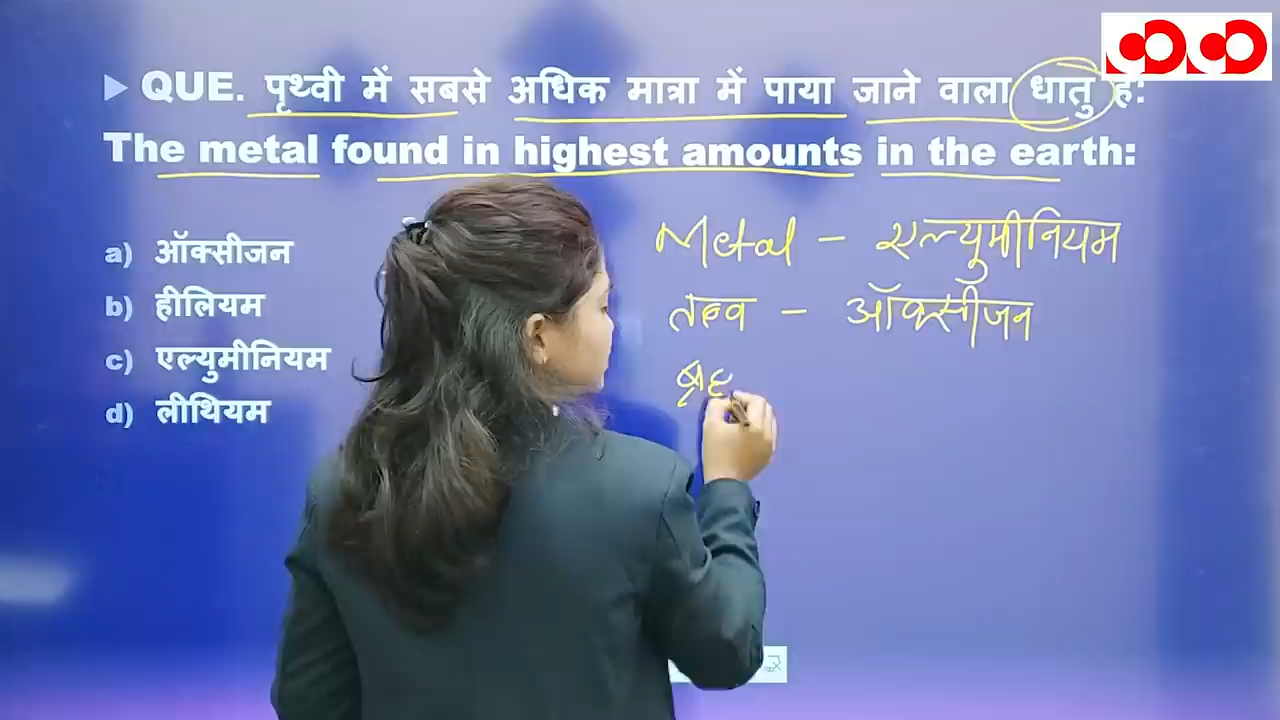 QUE. पृथ्वी में सबसे अधिक मात्रा में पाया जाने वाला धातु है:
The metal found in highest amounts in the earth:
a) ऑक्सीजन
b) हीलियम
c) एल्युमीनियम
d) लीथियम
Metal - एल्युमीनियम
तत्व - ऑक्सीजन